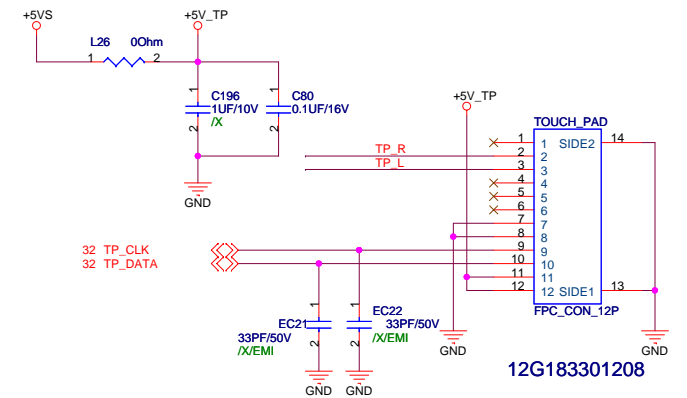 +5VS
+5V_TP
L26 0Ohm
1 2
1 1
C196 C80
1UF/10V 0.1UF/16V
/X
2 2
GND
+5V_TP
TOUCH_PAD
1 1 SIDE2 14
TP_R 2 2
TP_L 3 3
4 4
5 5
6 6
7 7
8 8
32 TP_CLK 9 9
32 TP_DATA 10 10
11 11
12 12 SIDE1 13
FPC_CON_12P
1 1
EC21 EC22
33PF/50V 33PF/50V
/X/EMI /X/EMI
2 2
GND GND
GND GND
12G183301208